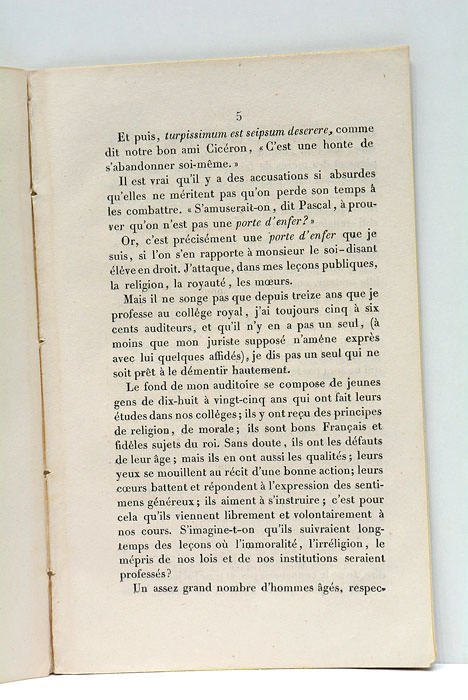 5
Et puis, turpissimum est seipsum deserere, comme
dit notre bon ami Cicéron, « C'est une honte de
s'abandonner soi-même. »
Il est vrai qu'il y a des accusations si absurdes
qu'elles ne méritent pas qu'on perde son temps à
les combattre. « S'amuserait-on, dit Pascal, à prou-
ver qu'on n'est pas une porte d'enfer? »
Or, c'est précisément une porte d'enfer que je
suis, si l'on s'en rapporte à monsieur le soi-disant
élève en droit. J'attaque, dans mes leçons publiques,
la religion, la royauté, les mœurs.
Mais il ne songe pas que depuis treize ans que je
professe au collége royal, j'ai toujours cinq à six
cents auditeurs, et qu'il n'y en a pas un seul, (à
moins que mon juriste supposé n'amène exprès
avec lui quelques affidés), je dis pas un seul qui ne
soit prêt à le démentir hautement.
Le fond de mon auditoire se compose de jeunes
gens de dix-huit à vingt-cinq ans qui ont fait leurs
études dans nos colléges; ils y ont reçu des principes
de religion, de morale; ils sont bons Français et
fidèles sujets du roi. Sans doute, ils ont les défauts
de leur âge; mais ils en ont aussi les qualités; leurs
yeux se mouillent au récit d'une bonne action; leurs
cœurs battent et répondent à l'expression des senti-
mens généreux; ils aiment à s'instruire; c'est pour
cela qu'ils viennent librement et volontairement à
nos cours. S'imagine-t-on qu'ils suivraient long-
temps des leçons où l'immoralité, l'irréligion, le
mépris de nos lois et de nos institutions seraient
professés?
Un assez grand nombre d'hommes âgés, respec-